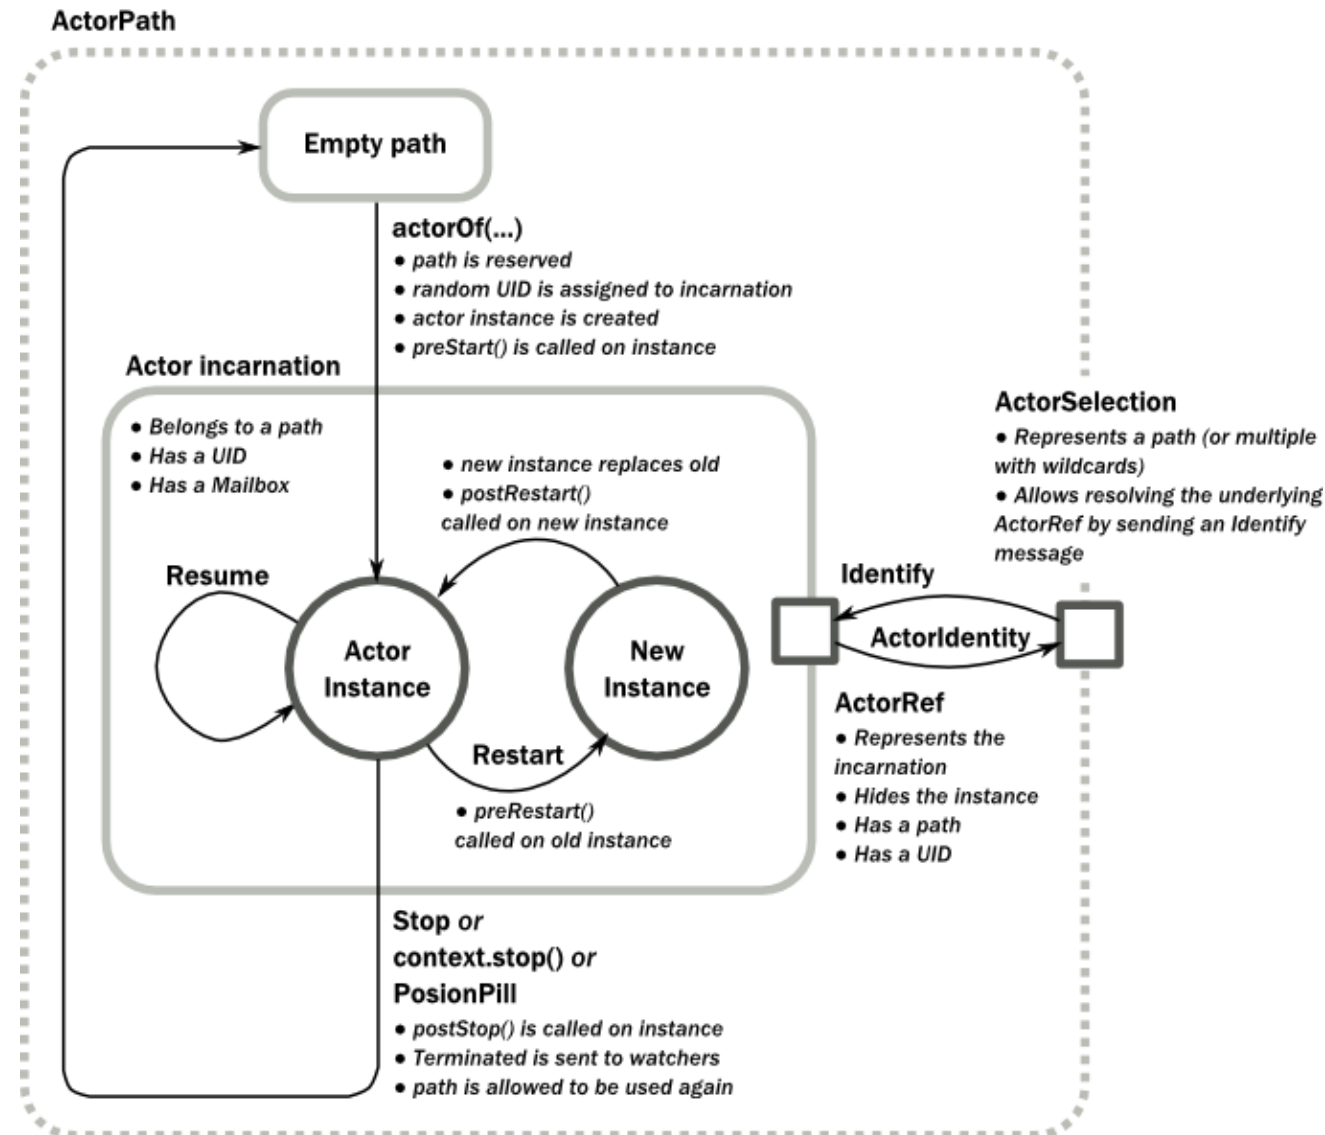 ActorPath
Empty path
actorOf(...)
● path is reserved
● random UID is assigned to incarnation
● actor instance is created
● preStart() is called on instance
Actor incarnation
● Belongs to a path
● Has a UID
● Has a Mailbox
● new instance replaces old
● postRestart()
called on new instance
Resume
Actor
Instance
New
Instance
Restart
● preRestart()
called on old instance
ActorSelection
● Represents a path (or multiple
with wildcards)
● Allows resolving the underlying
ActorRef by sending an Identify
message
Identify
ActorIdentity
ActorRef
● Represents the
incarnation
● Hides the instance
● Has a path
● Has a UID
Stop or
context.stop() or
PosionPill
● postStop() is called on instance
● Terminated is sent to watchers
● path is allowed to be used again